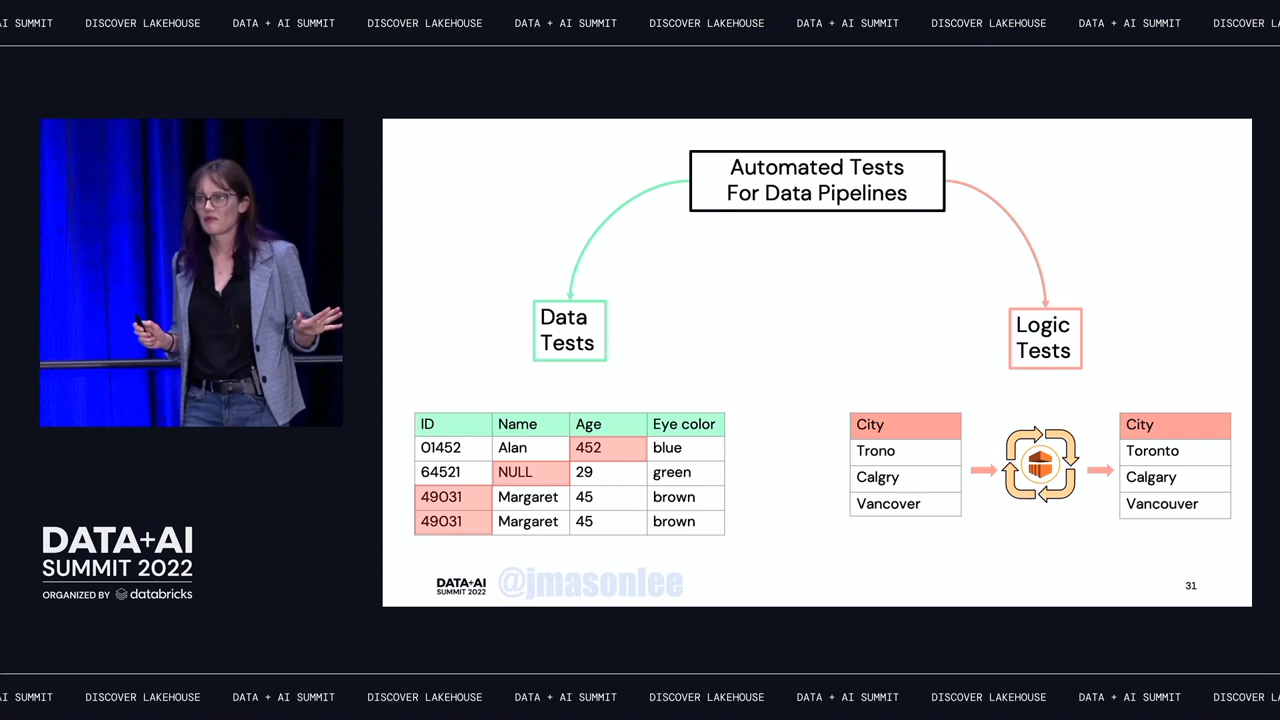 AI SUMMIT DISCOVER LAKEHOUSE DATA + AI SUMMIT DISCOVER LAKEHOUSE DATA + AI SUMMIT DISCOVER LAKEHOUSE DATA + AI SUMMIT DISCOVER LAKEHOUSE DATA + AI SUMMIT DISCOVER L
Automated Tests
For Data Pipelines
Data
Tests
Logic
Tests
ID Name Age Eye color
01452 Alan 452 blue
64521 NULL 29 green
49031 Margaret 45 brown
49031 Margaret 45 brown
City
Trono
Calgry
Vancover
City
Toronto
Calgary
Vancouver
DATA+AI
SUMMIT 2022
@jmasonlee
31
DATA+AI
SUMMIT 2022
ORGANIZED BY databricks
AI SUMMIT DISCOVER LAKEHOUSE DATA + AI SUMMIT DISCOVER LAKEHOUSE DATA + AI SUMMIT DISCOVER LAKEHOUSE DATA + AI SUMMIT DISCOVER LAKEHOUSE DATA + AI SUMMIT DISCOVER L